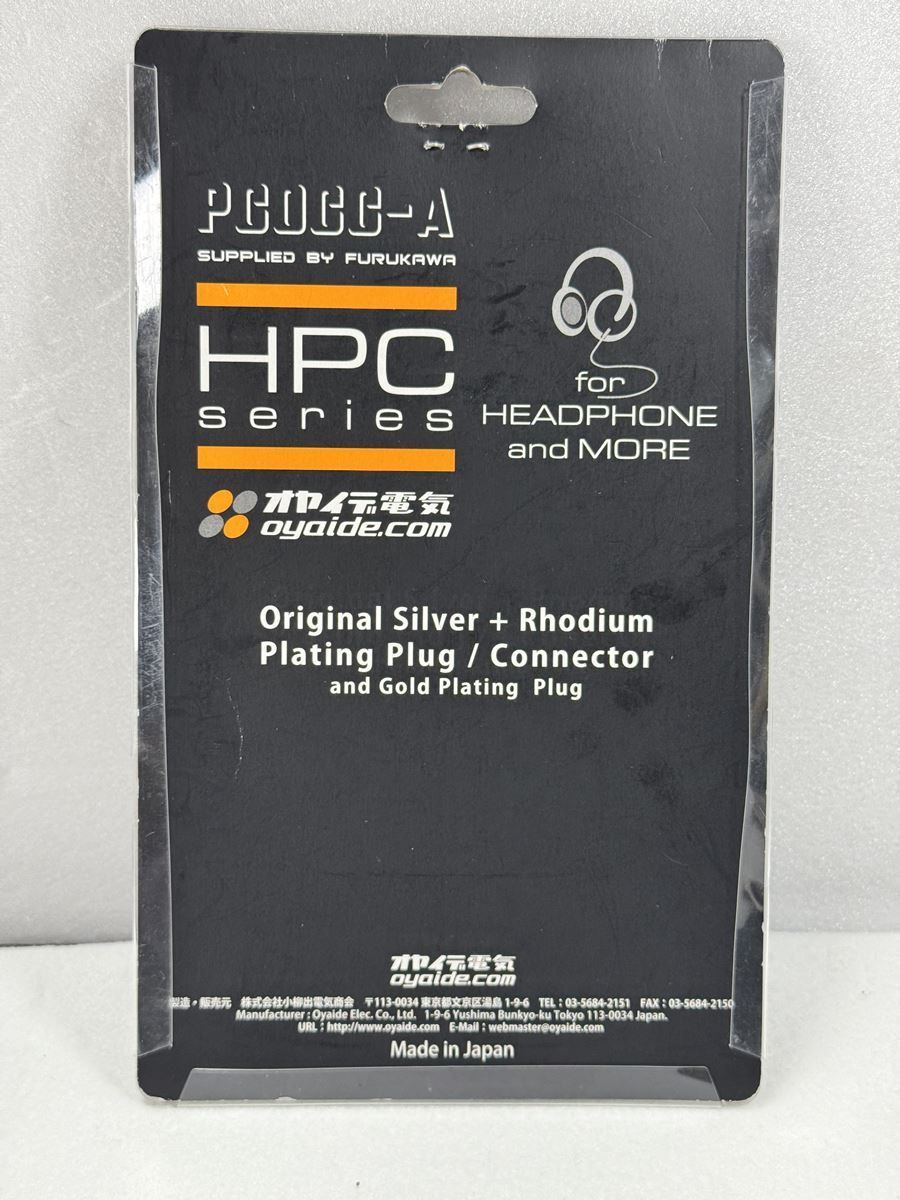 PCOCC-A
SUPPLIED BY FURUKAWA
HPC
series
for
HEADPHONE
and MORE
オヤイデ電気
oyaide.com
Original Silver + Rhodium
Plating Plug / Connector
and Gold Plating Plug
オヤイデ電気
oyaide.com
製造・販売元 株式会社小柳出電気商会 〒113-0034 東京都文京区湯島 1-9-6 TEL : 03-5684-2151 FAX : 03-5684-2150
Manufacturer : Oyaide Elec. Co., Ltd. 1-9-6 Yushima Bunkyo-ku Tokyo 113-0034 Japan.
URL : http://www.oyaide.com E-Mail : webmaster@oyaide.com
Made in Japan